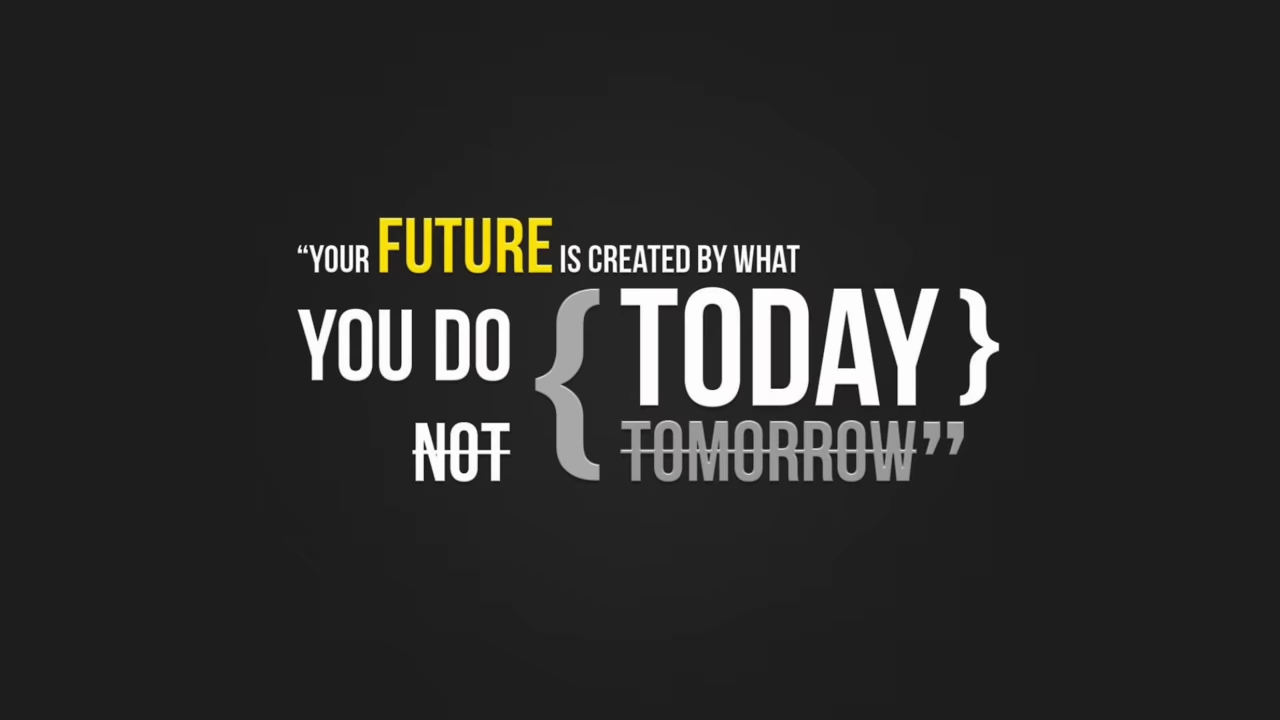 “YOUR FUTURE IS CREATED BY WHAT
YOU DO { TODAY }
NOT TOMORROW”